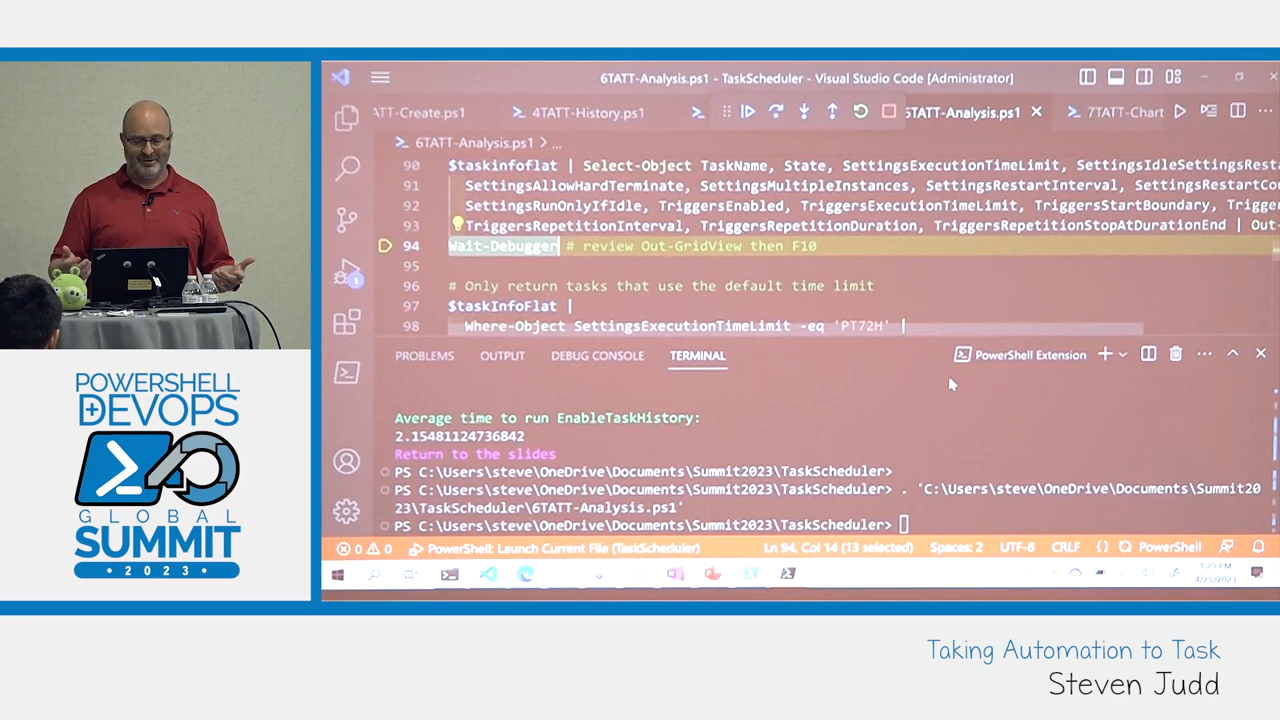 6TATT-Analysis.ps1 - TaskScheduler - Visual Studio Code [Administrator]
ATT-Create.ps1
4TATT-History.ps1
6TATT-Analysis.ps1
7TATT-Chart
6TATT-Analysis.ps1 > ...
90 $taskinfoflat | Select-Object TaskName, State, SettingsExecutionTimeLimit, SettingsIdleSettingsResta
91 SettingsAllowHardTerminate, SettingsMultipleInstances, SettingsRestartInterval, SettingsRestartCo
92 SettingsRunOnlyIfIdle, TriggersEnabled, TriggersExecutionTimeLimit, TriggersStartBoundary, Trigger
93 TriggersRepetitionInterval, TriggersRepetitionDuration, TriggersRepetitionStopAtDurationEnd | Out-
94 Wait-Debugger # review Out-GridView then F10
95
96 # Only return tasks that use the default time limit
97 $taskInfoFlat |
98 Where-Object SettingsExecutionTimeLimit -eq 'PT72H' |
PROBLEMS OUTPUT DEBUG CONSOLE TERMINAL PowerShell Extension
Average time to run EnableTaskHistory:
2.15481124736842
Return to the slides
PS C:\Users\steve\OneDrive\Documents\Summit2023\TaskScheduler>
PS C:\Users\steve\OneDrive\Documents\Summit2023\TaskScheduler> . 'C:\Users\steve\OneDrive\Documents\Summit20
23\TaskScheduler\6TATT-Analysis.ps1'
PS C:\Users\steve\OneDrive\Documents\Summit2023\TaskScheduler>
0 0 PowerShell: Launch Current File (TaskScheduler) Ln 94, Col 14 (13 selected) Spaces: 2 UTF-8 CRLF {} PowerShell
4/25/2023
POWERSHELL
+DEVOPS
GLOBAL
SUMMIT
• 2023 •
Taking Automation to Task
Steven Judd